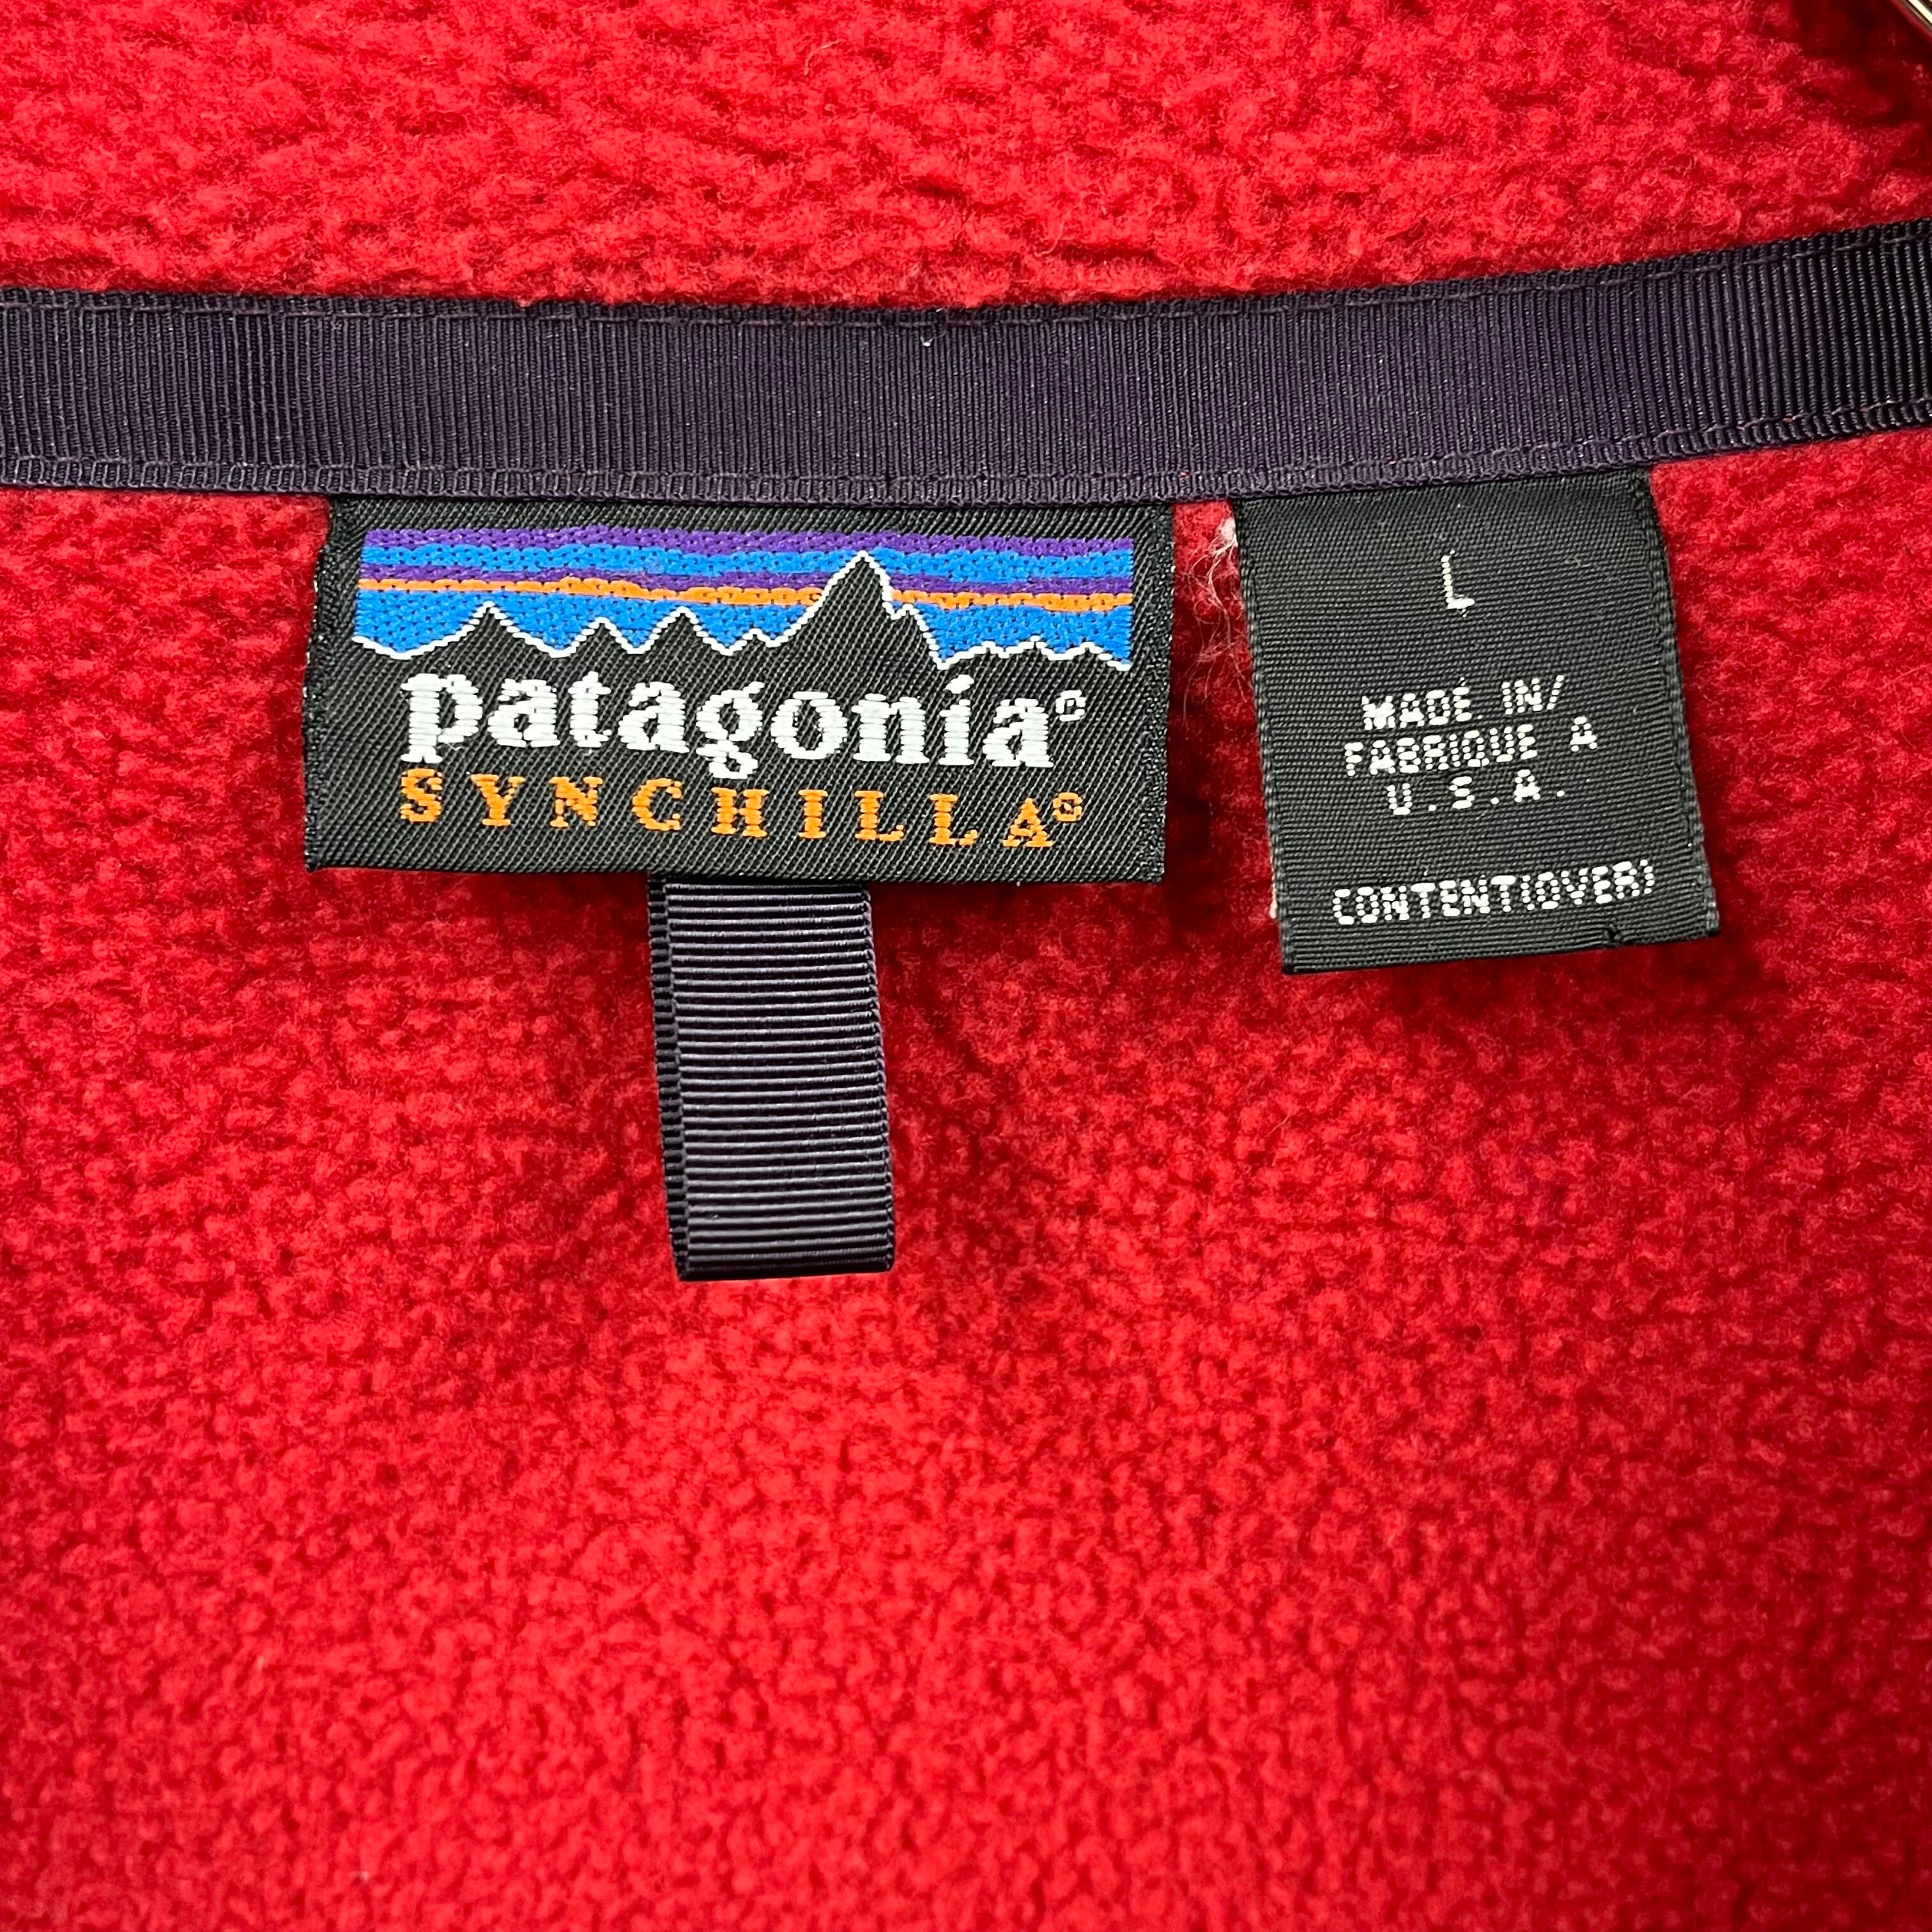 patagonia®
SYNCHILLA®
L
MADE IN/
FABRIQUE A
U.S.A.
CONTENT(OVER)